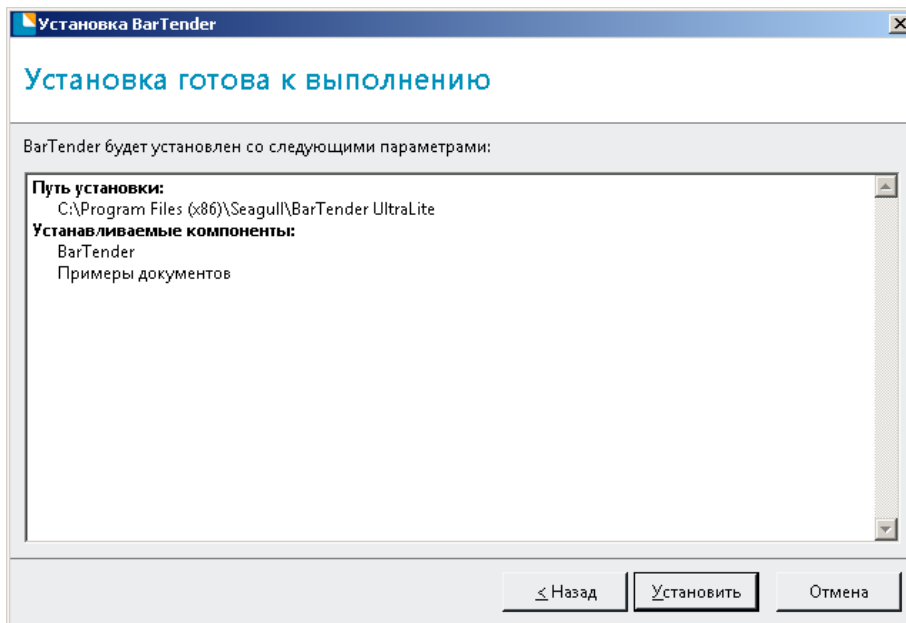 Установка BarTender
Установка готова к выполнению
BarTender будет установлен со следующими параметрами:
Путь установки:
C:\Program Files (x86)\Seagull\BarTender UltraLite
Устанавливаемые компоненты:
BarTender
Примеры документов
< Назад
Установить
Отмена